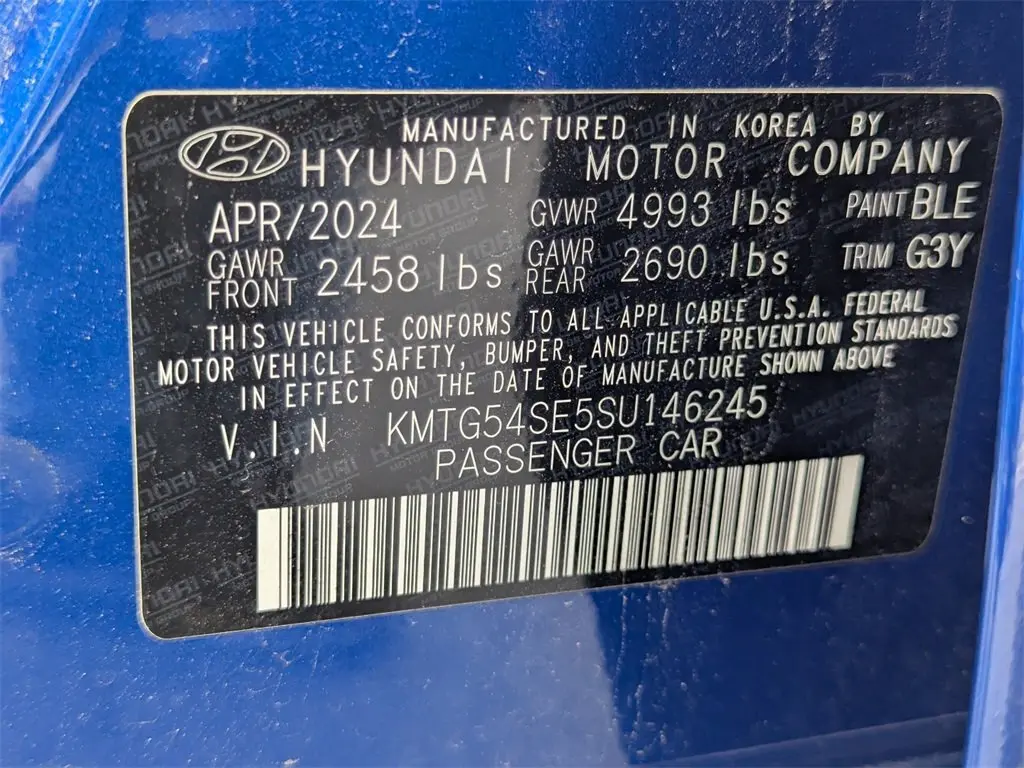 MANUFACTURED IN KOREA BY
HYUNDAI MOTOR COMPANY
APR/2024 GVWR 4993 lbs PAINT BLE
GAWR FRONT 2458 lbs GAWR REAR 2690 lbs TRIM G3Y
THIS VEHICLE CONFORMS TO ALL APPLICABLE U.S.A. FEDERAL
MOTOR VEHICLE SAFETY, BUMPER, AND THEFT PREVENTION STANDARDS
IN EFFECT ON THE DATE OF MANUFACTURE SHOWN ABOVE
V.I.N KMTG54SE5SU146245
PASSENGER CAR